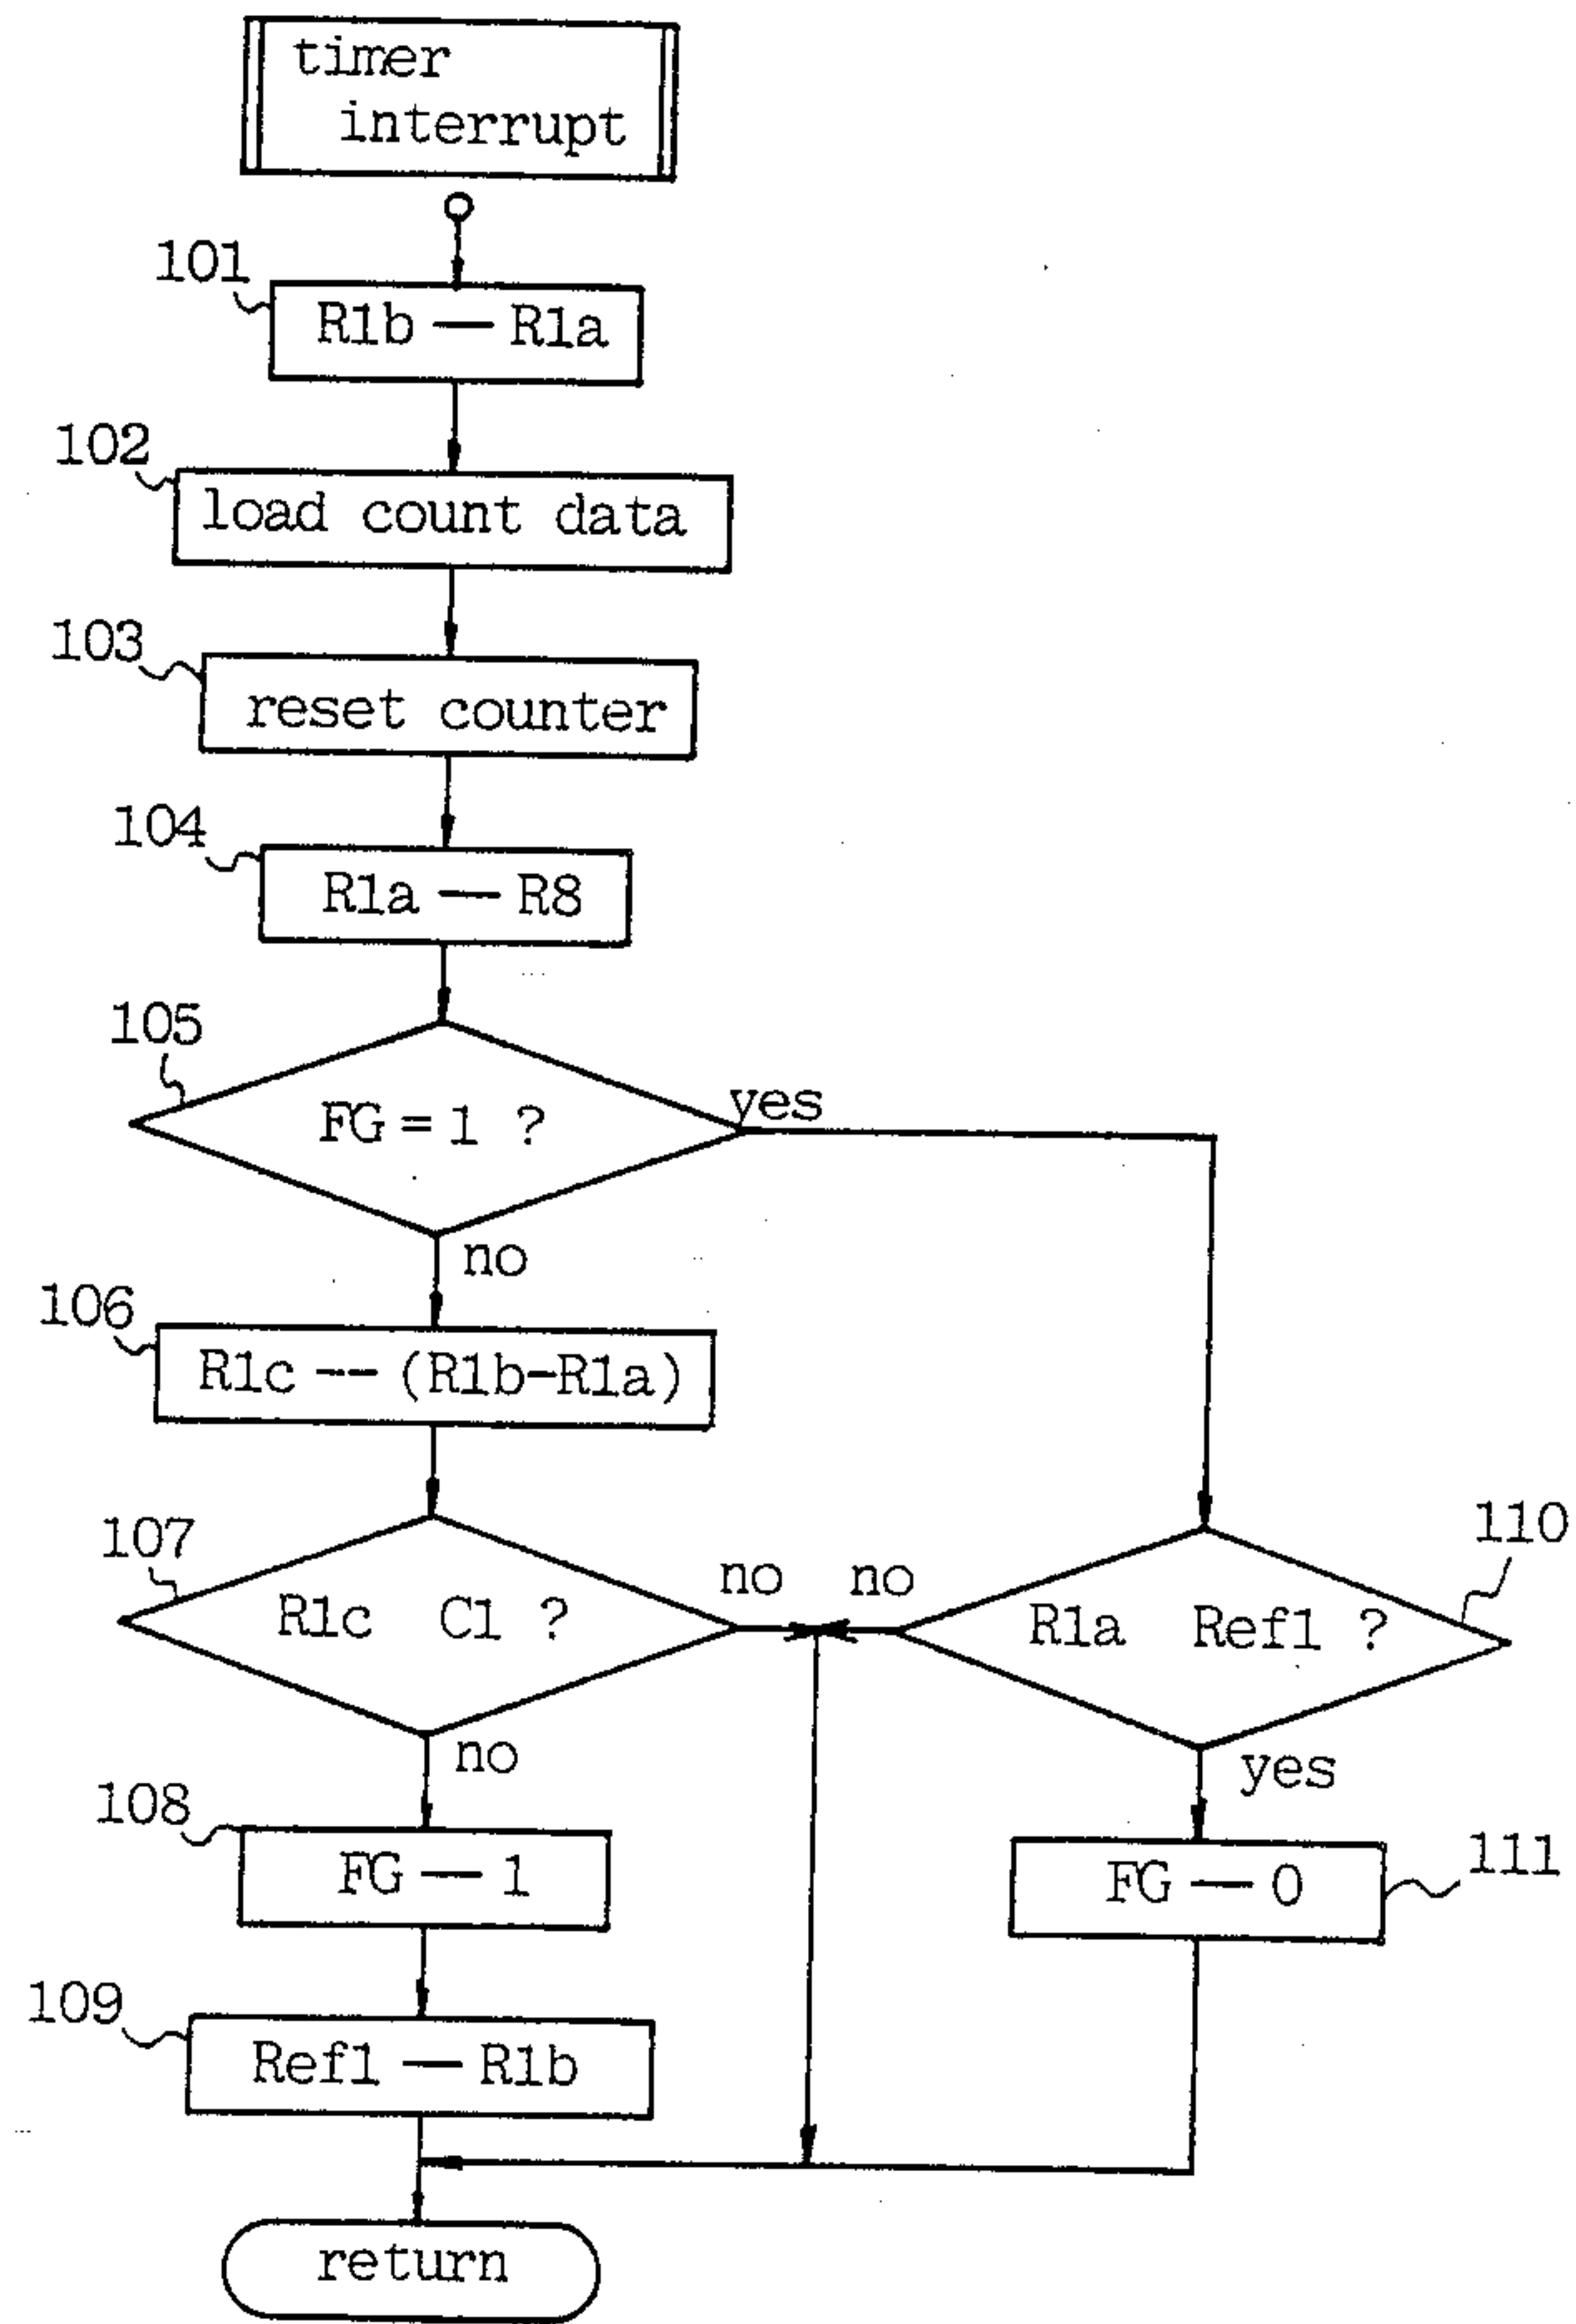 timer
interrupt
101
R1b — R1a
102
load count data
103
reset counter
104
R1a — R8
105
FG = 1 ?
yes
no
106
R1c -- (R1b-R1a)
107
R1c C1 ?
no
no
R1a Ref1 ?
110
no
yes
108
FG — 1
FG — 0
111
109
Ref1 — R1b
return